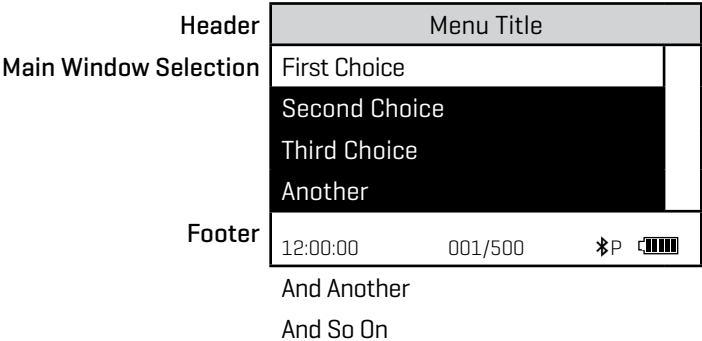 Header Menu Title
Main Window Selection First Choice
Second Choice
Third Choice
Another
Footer 12:00:00 001/500 P
And Another
And So On